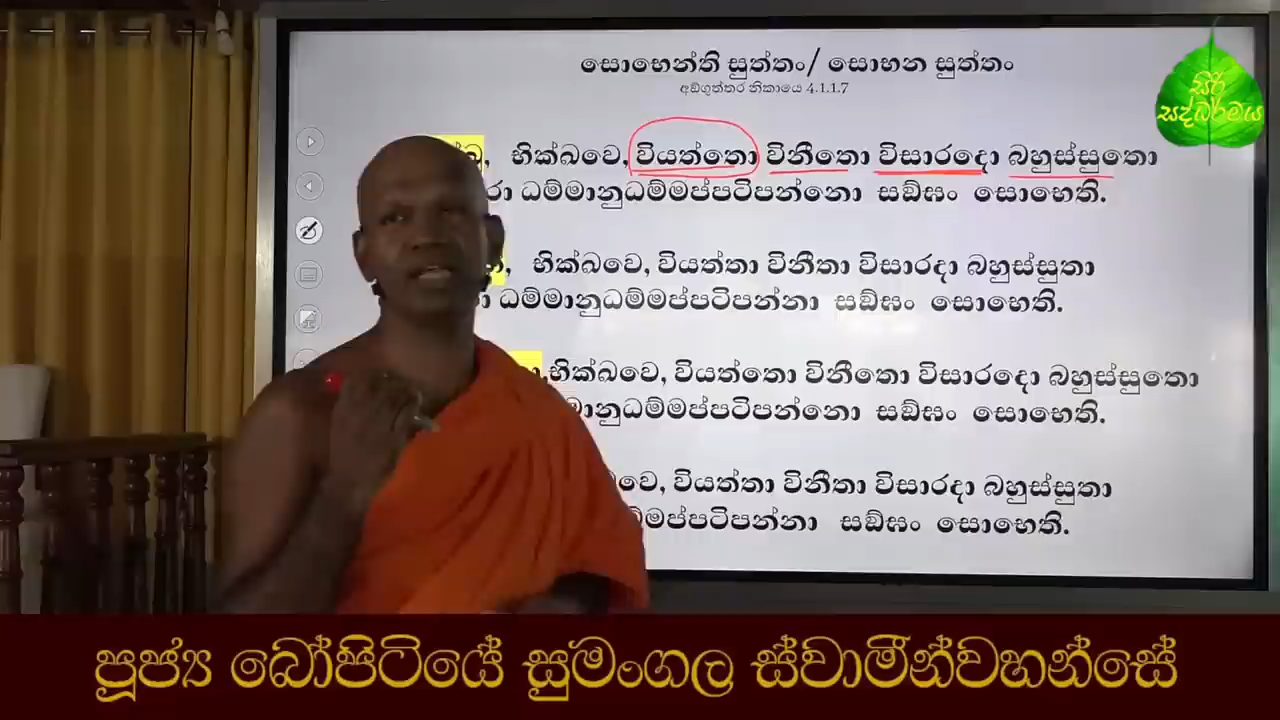 සොභෙන්ති සුත්තං/ සොභන සුත්තං
අඞ්ගුත්තර නිකායෙ 4.1.1.7
සිරි
සද්ධර්මය
භික්ඛවෙ, වියත්තො විනීතො විසාරදො බහුස්සුතො
ධම්මානුධම්මප්පටිපන්නො සඞ්ඝං සොභෙති.
භික්ඛවෙ, වියත්තා විනීතා විසාරදා බහුස්සුතා
ධම්මානුධම්මප්පටිපන්නා සඞ්ඝං සොභෙති.
භික්ඛවෙ, වියත්තො විනීතො විසාරදො බහුස්සුතො
සඞ්ඝං සොභෙති.
වියත්තා විනීතා විසාරදා බහුස්සුතා
සඞ්ඝං සොභෙති.
පූජ්‍ය බෝපිටියේ සුමංගල ස්වාමීන්වහන්සේ